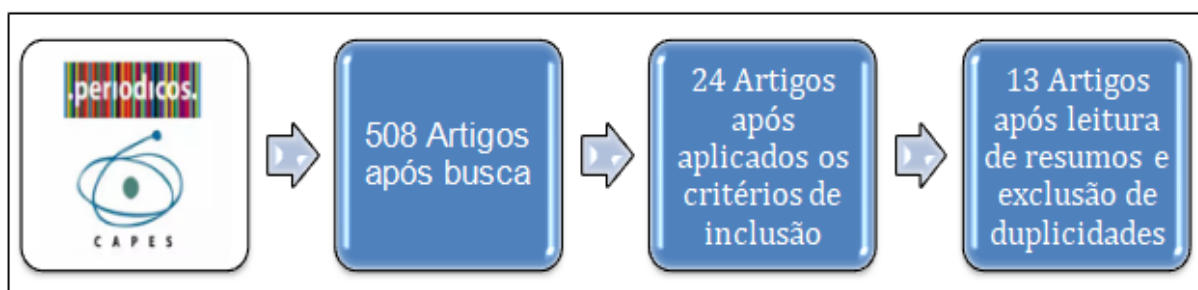 .periodicos.
CAPES
508 Artigos
após busca
24 Artigos
após
aplicados os
critérios de
inclusão
13 Artigos
após leitura
de resumos e
exclusão de
duplicidades